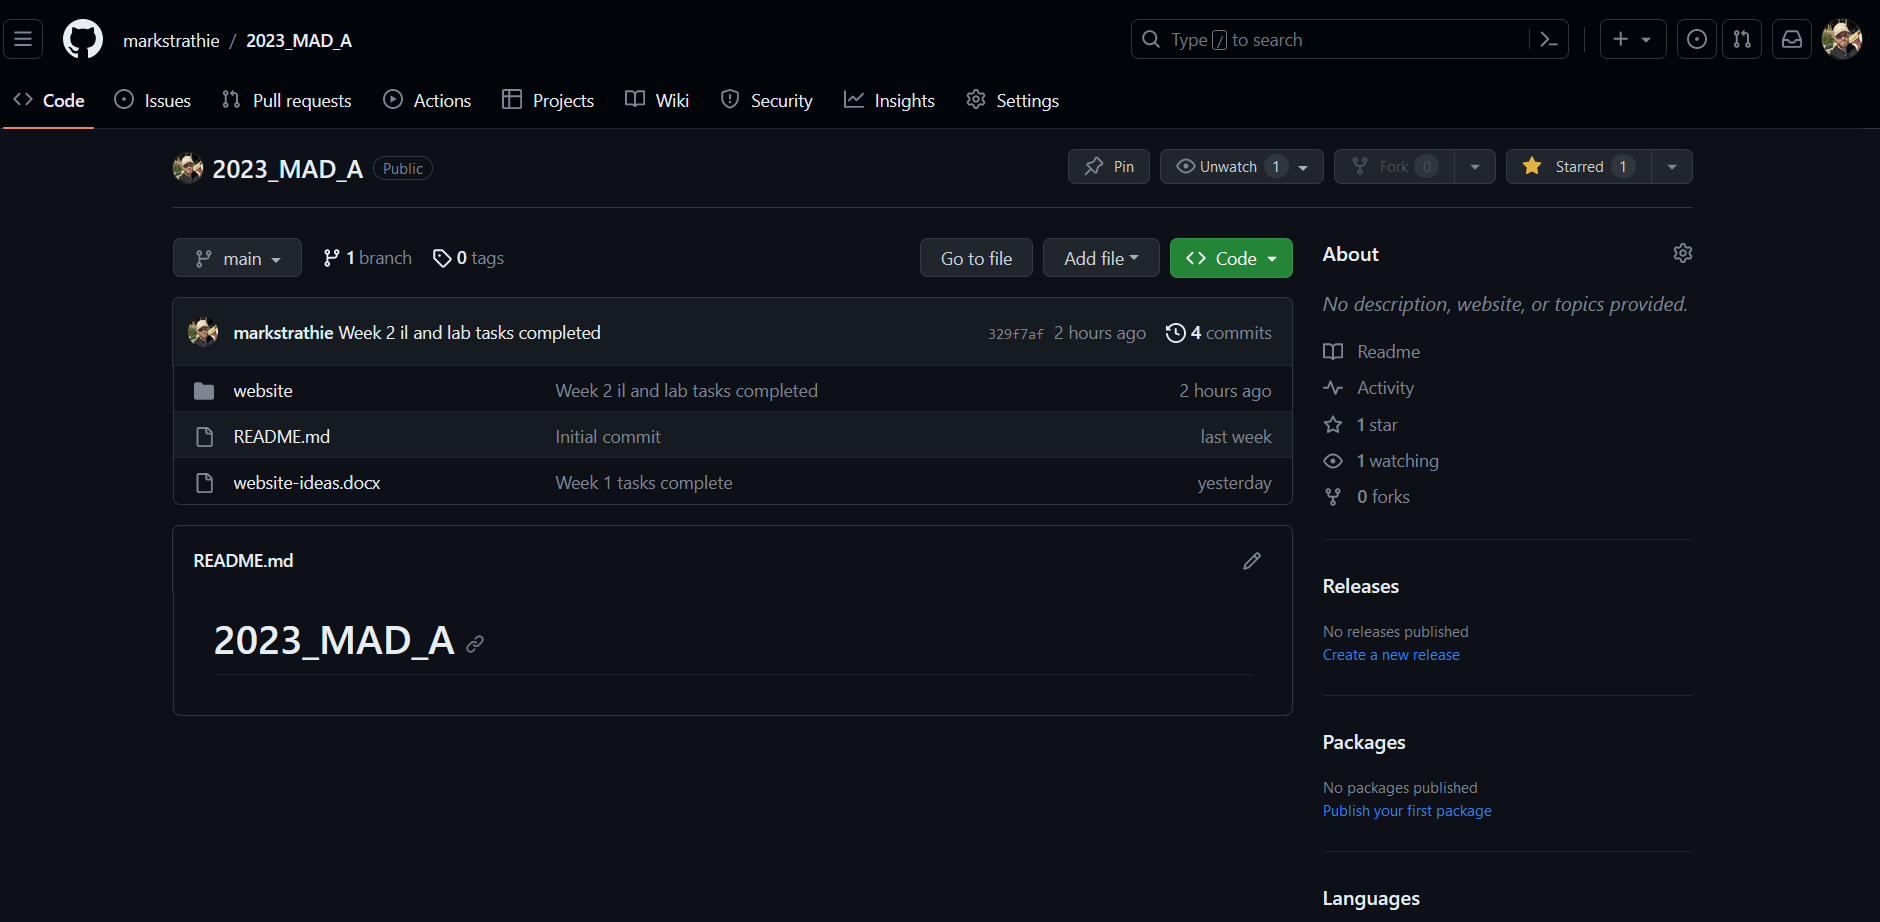 markstrathie / 2023_MAD_A
Type / to search
Code Issues Pull requests Actions Projects Wiki Security Insights Settings
2023_MAD_A Public
Pin Unwatch 1 Fork 0 Starred 1
main 1 branch 0 tags Go to file Add file Code
markstrathie Week 2 il and lab tasks completed 329f7af 2 hours ago 4 commits
website Week 2 il and lab tasks completed 2 hours ago
README.md Initial commit last week
website-ideas.docx Week 1 tasks complete yesterday
README.md
2023_MAD_A
About
No description, website, or topics provided.
Readme
Activity
1 star
1 watching
0 forks
Releases
No releases published
Create a new release
Packages
No packages published
Publish your first package
Languages